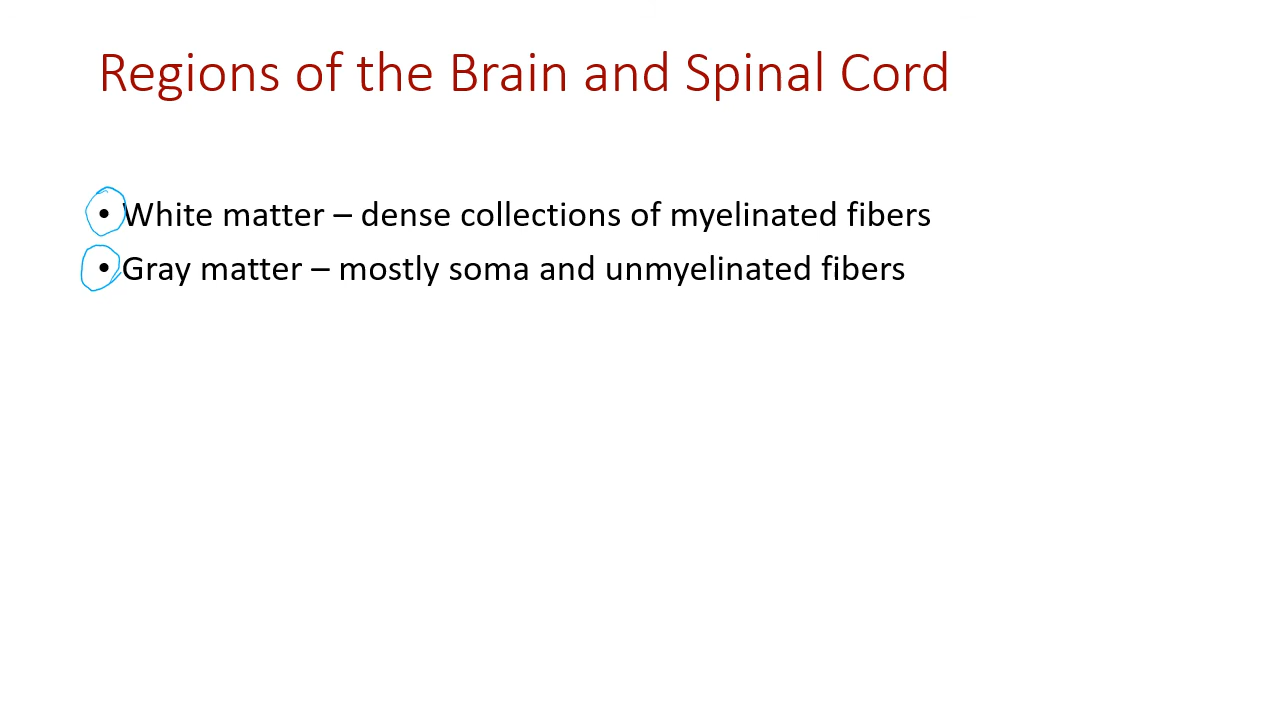 Regions of the Brain and Spinal Cord
• White matter – dense collections of myelinated fibers
• Gray matter – mostly soma and unmyelinated fibers